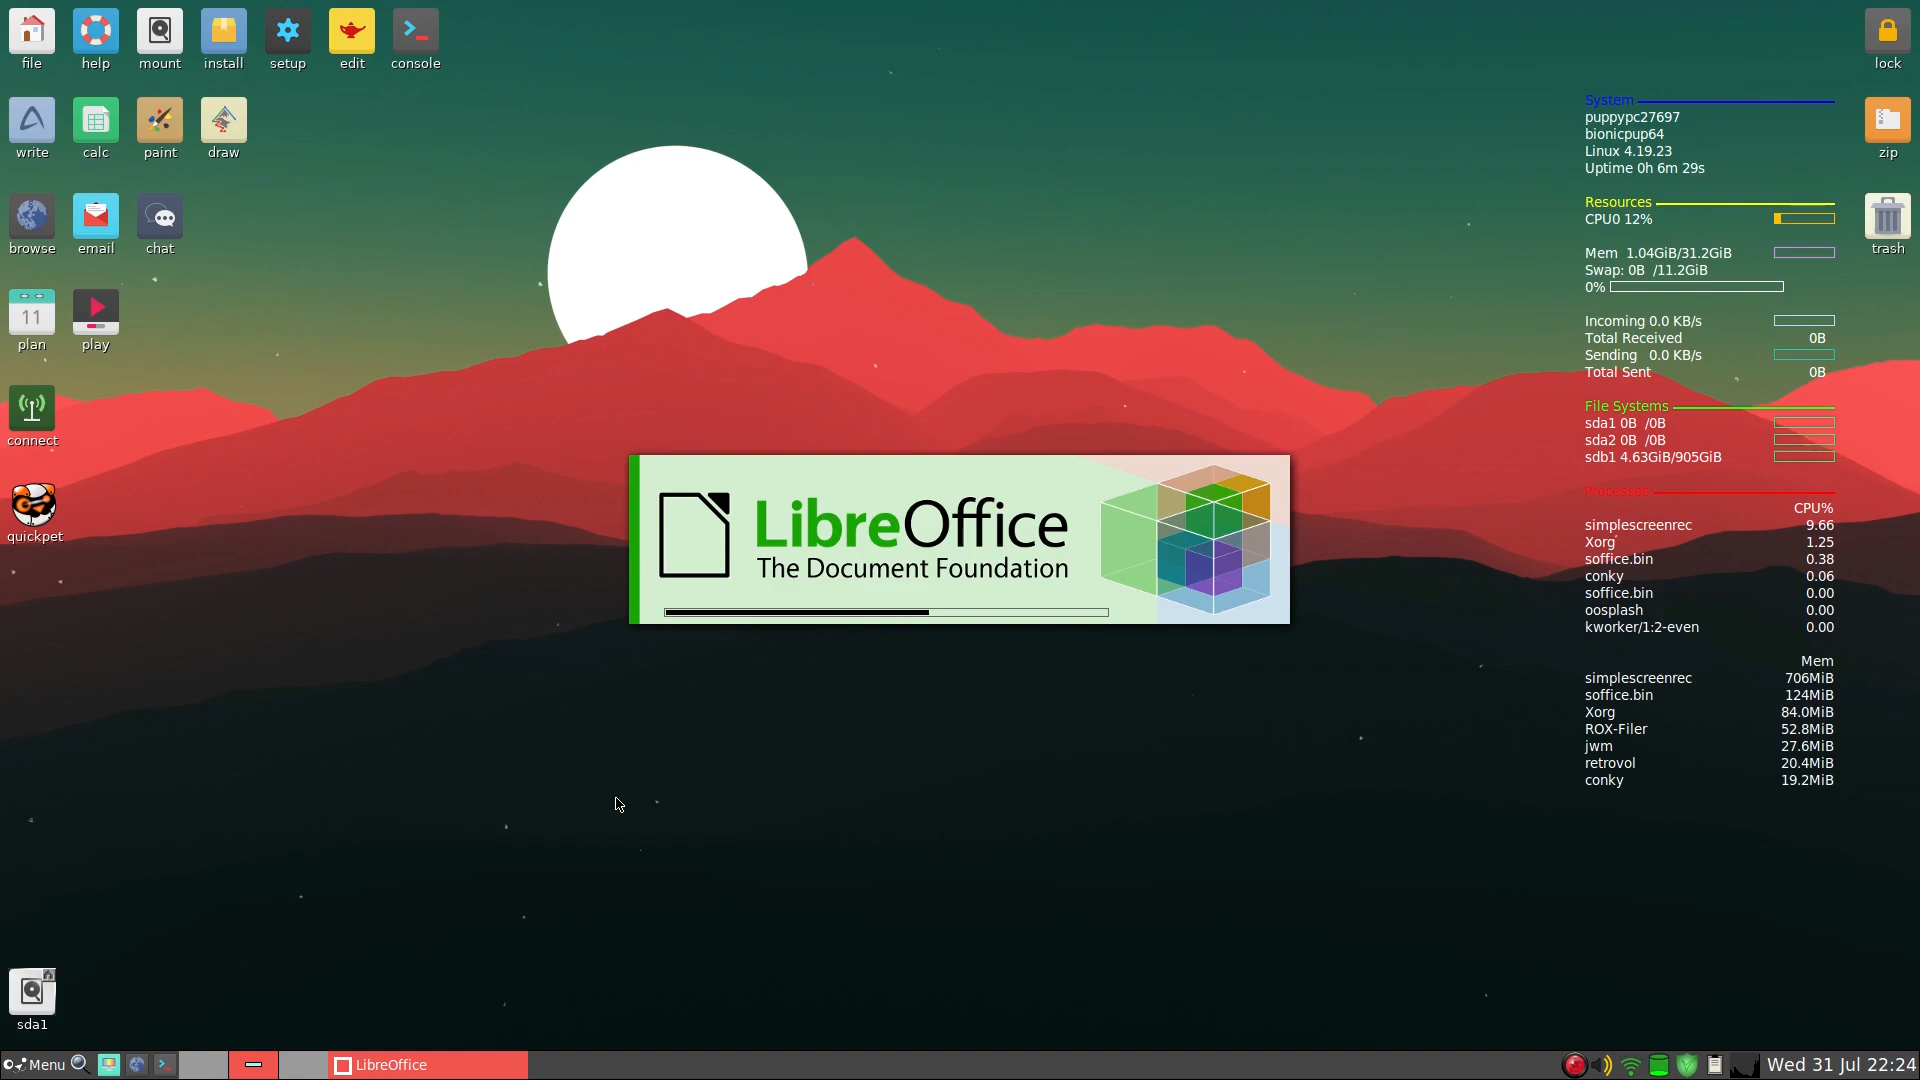 file help mount install setup edit console lock
write calc paint draw zip
browse email chat trash
11
plan play
connect
quickpet
sda1
System
puppypc27697
bionicpup64
Linux 4.19.23
Uptime 0h 6m 29s
Resources
CPU0 12%
Mem 1.04GiB/31.2GiB
Swap: 0B /11.2GiB
0%
Incoming 0.0 KB/s
Total Received 0B
Sending 0.0 KB/s
Total Sent 0B
File Systems
sda1 0B /0B
sda2 0B /0B
sdb1 4.63GiB/905GiB
Processes
CPU%
simplescreenrec 9.66
Xorg 1.25
soffice.bin 0.38
conky 0.06
soffice.bin 0.00
oosplash 0.00
kworker/1:2-even 0.00
Mem
simplescreenrec 706MiB
soffice.bin 124MiB
Xorg 84.0MiB
ROX-Filer 52.8MiB
jwm 27.6MiB
retrovol 20.4MiB
conky 19.2MiB
LibreOffice
The Document Foundation
Menu LibreOffice Wed 31 Jul 22:24